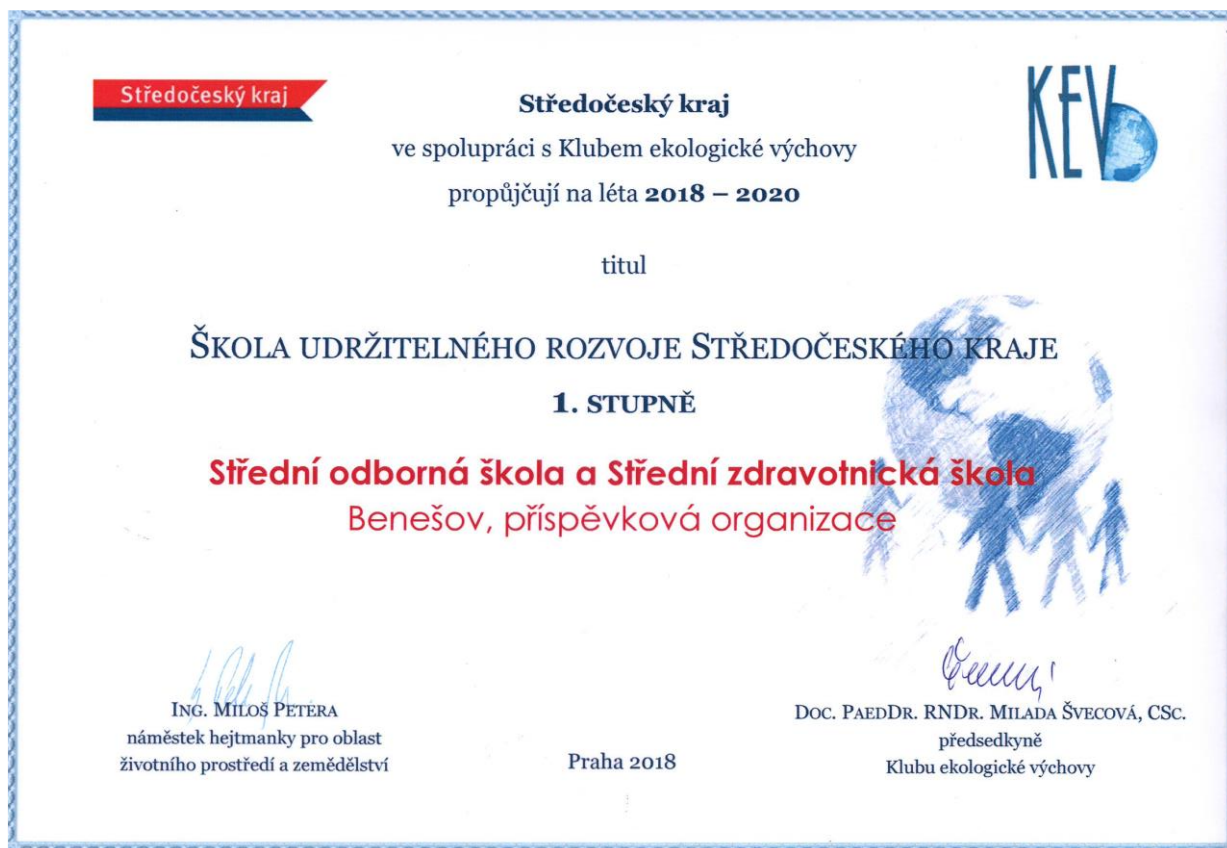 Středočeský kraj
KEV
Středočeský kraj
ve spolupráci s Klubem ekologické výchovy
propůjčují na léta 2018 – 2020
titul
Škola udržitelného rozvoje Středočeského kraje
1. stupně
Střední odborná škola a Střední zdravotnická škola
Benešov, příspěvková organizace
Ing. Miloš Petera
náměstek hejtmanky pro oblast
životního prostředí a zemědělství
Praha 2018
Doc. PaedDr. RNDr. Milada Švecová, CSc.
předsedkyně
Klubu ekologické výchovy